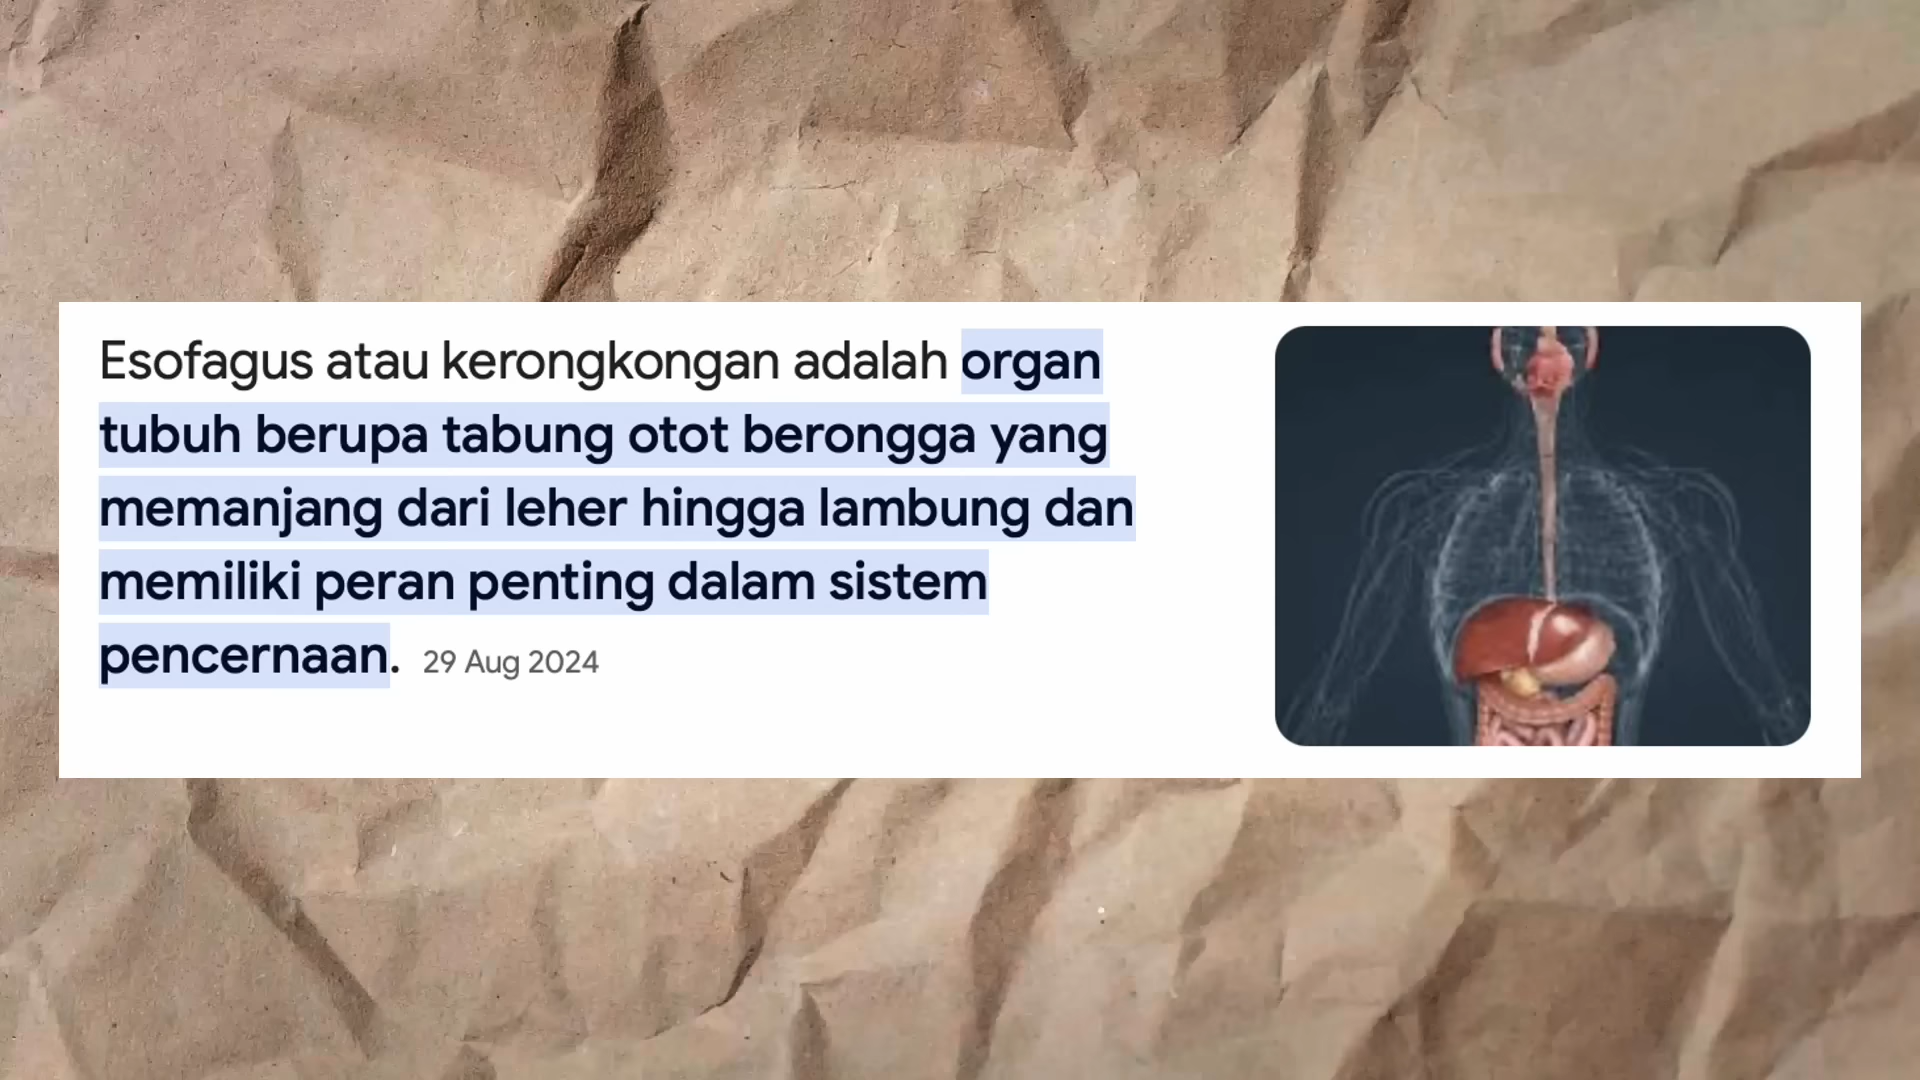 Esofagus atau kerongkongan adalah organ
tubuh berupa tabung otot berongga yang
memanjang dari leher hingga lambung dan
memiliki peran penting dalam sistem
pencernaan. 29 Aug 2024